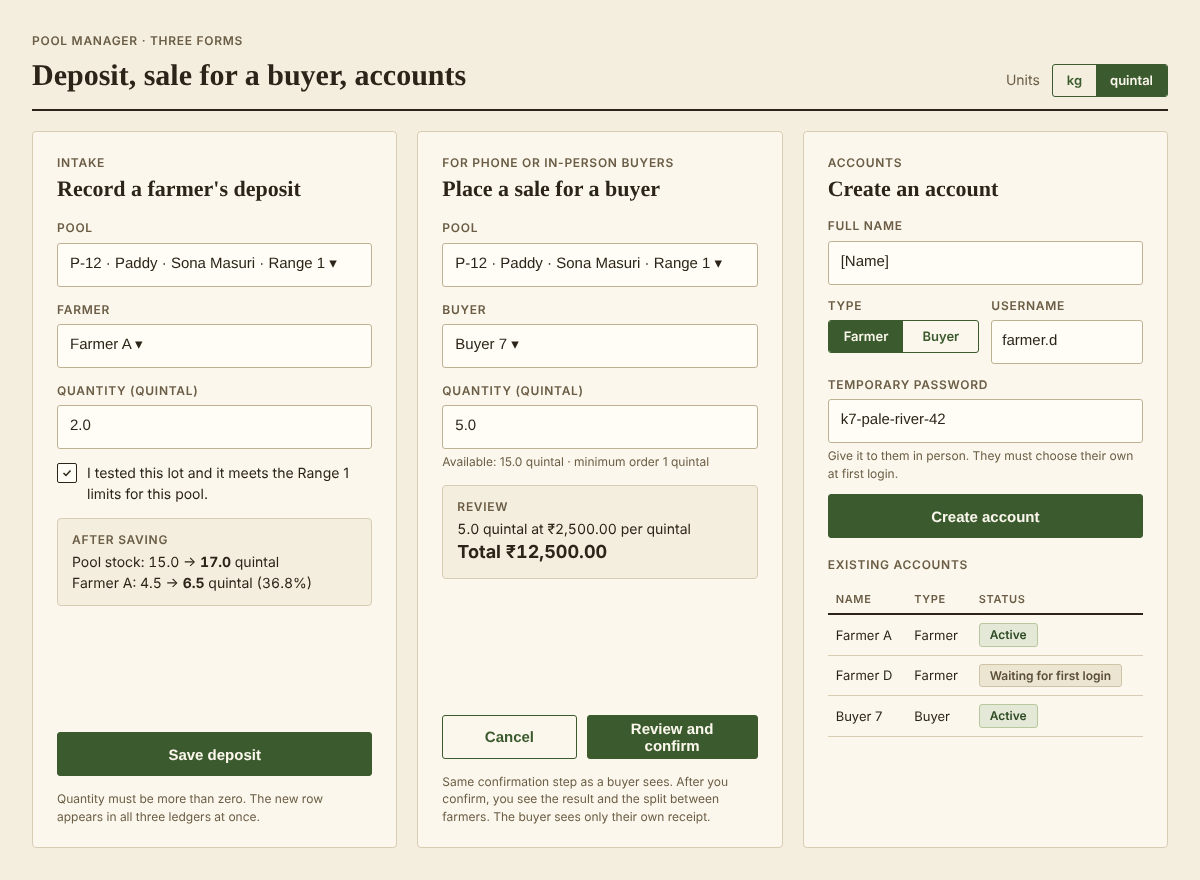 POOL MANAGER · THREE FORMS
Deposit, sale for a buyer, accounts
Units kg quintal
INTAKE
Record a farmer's deposit
POOL
P-12 · Paddy · Sona Masuri · Range 1 ▾
FARMER
Farmer A ▾
QUANTITY (QUINTAL)
2.0
I tested this lot and it meets the Range 1
limits for this pool.
AFTER SAVING
Pool stock: 15.0 → 17.0 quintal
Farmer A: 4.5 → 6.5 quintal (36.8%)
Save deposit
Quantity must be more than zero. The new row
appears in all three ledgers at once.
FOR PHONE OR IN-PERSON BUYERS
Place a sale for a buyer
POOL
P-12 · Paddy · Sona Masuri · Range 1 ▾
BUYER
Buyer 7 ▾
QUANTITY (QUINTAL)
5.0
Available: 15.0 quintal · minimum order 1 quintal
REVIEW
5.0 quintal at ₹2,500.00 per quintal
Total ₹12,500.00
Cancel
Review and
confirm
Same confirmation step as a buyer sees. After you
confirm, you see the result and the split between
farmers. The buyer sees only their own receipt.
ACCOUNTS
Create an account
FULL NAME
[Name]
TYPE USERNAME
Farmer Buyer farmer.d
TEMPORARY PASSWORD
k7-pale-river-42
Give it to them in person. They must choose their own
at first login.
Create account
EXISTING ACCOUNTS
NAME TYPE STATUS
Farmer A Farmer Active
Farmer D Farmer Waiting for first login
Buyer 7 Buyer Active